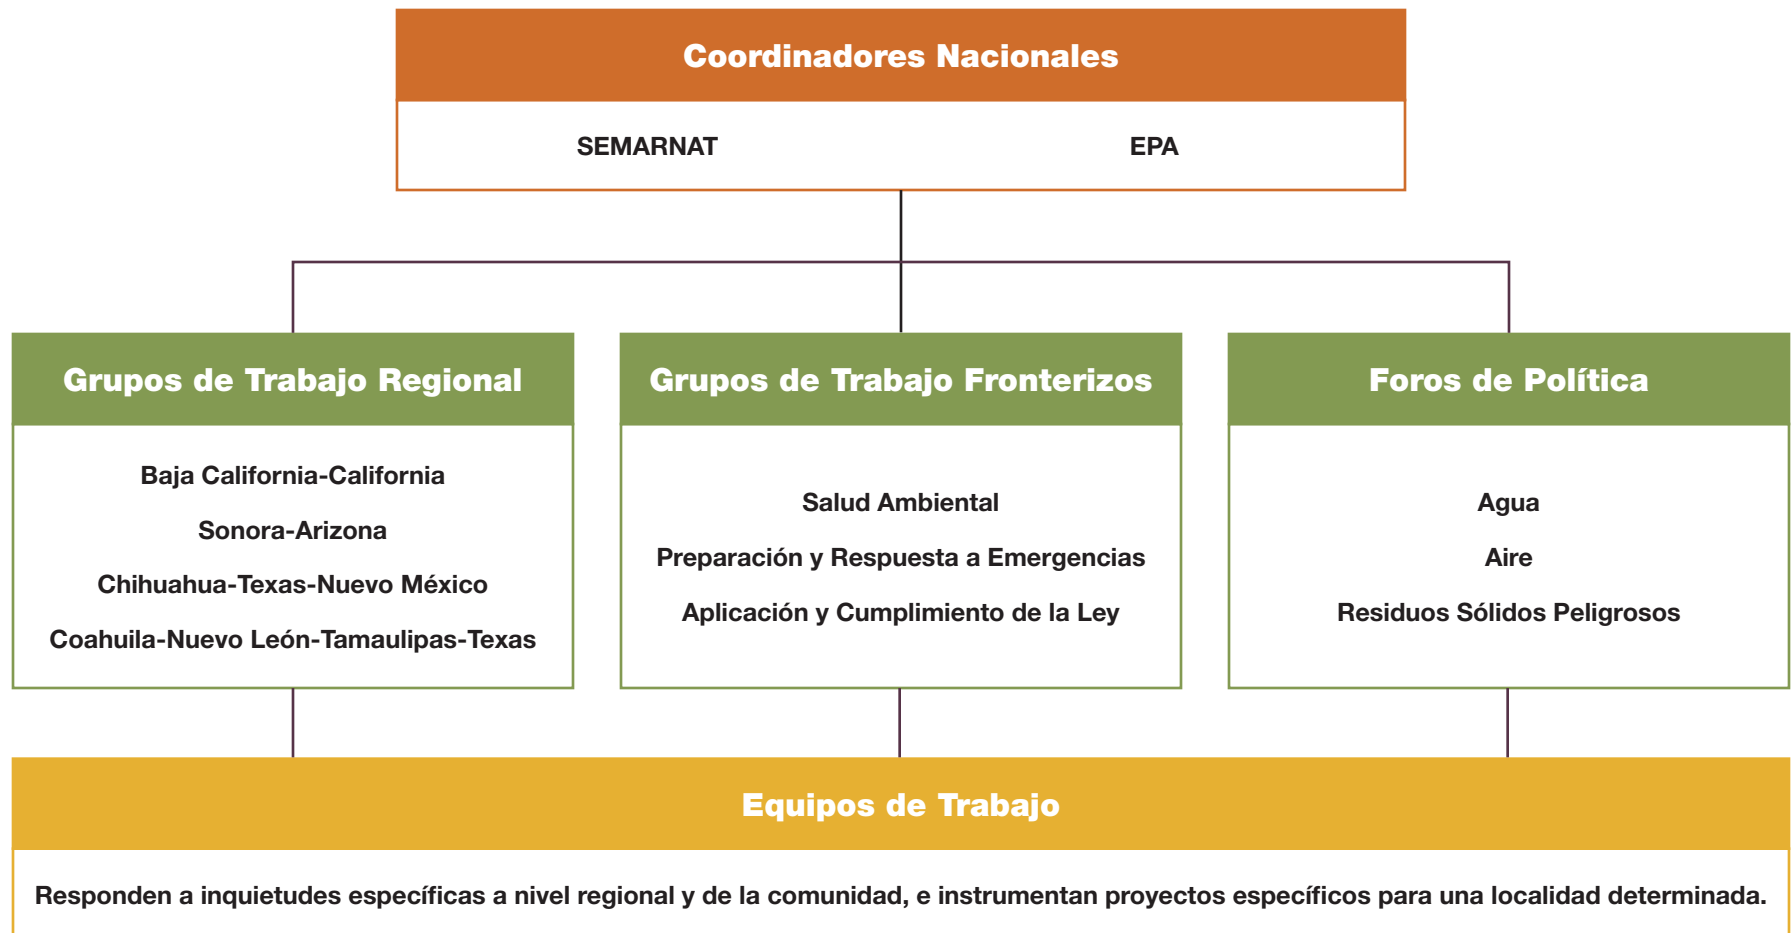 Coordinadores Nacionales
SEMARNAT
EPA
Grupos de Trabajo Regional
Baja California-California
Sonora-Arizona
Chihuahua-Texas-Nuevo México
Coahuila-Nuevo León-Tamaulipas-Texas
Grupos de Trabajo Fronterizos
Salud Ambiental
Preparación y Respuesta a Emergencias
Aplicación y Cumplimiento de la Ley
Foros de Política
Agua
Aire
Residuos Sólidos Peligrosos
Equipos de Trabajo
Responden a inquietudes específicas a nivel regional y de la comunidad, e instrumentan proyectos específicos para una localidad determinada.